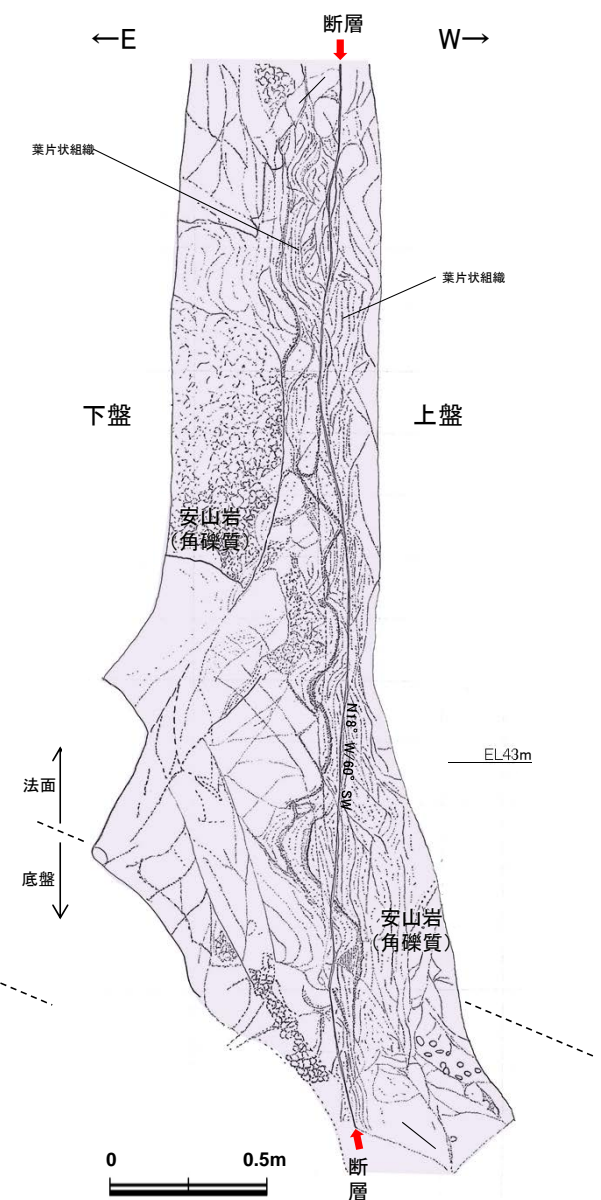 断層
←E
W→
葉片状組織
葉片状組織
下盤
上盤
安山岩
(角礫質)
N18°W/60°SW
EL43m
法面
底盤
安山岩
(角礫質)
0
0.5m
断
層